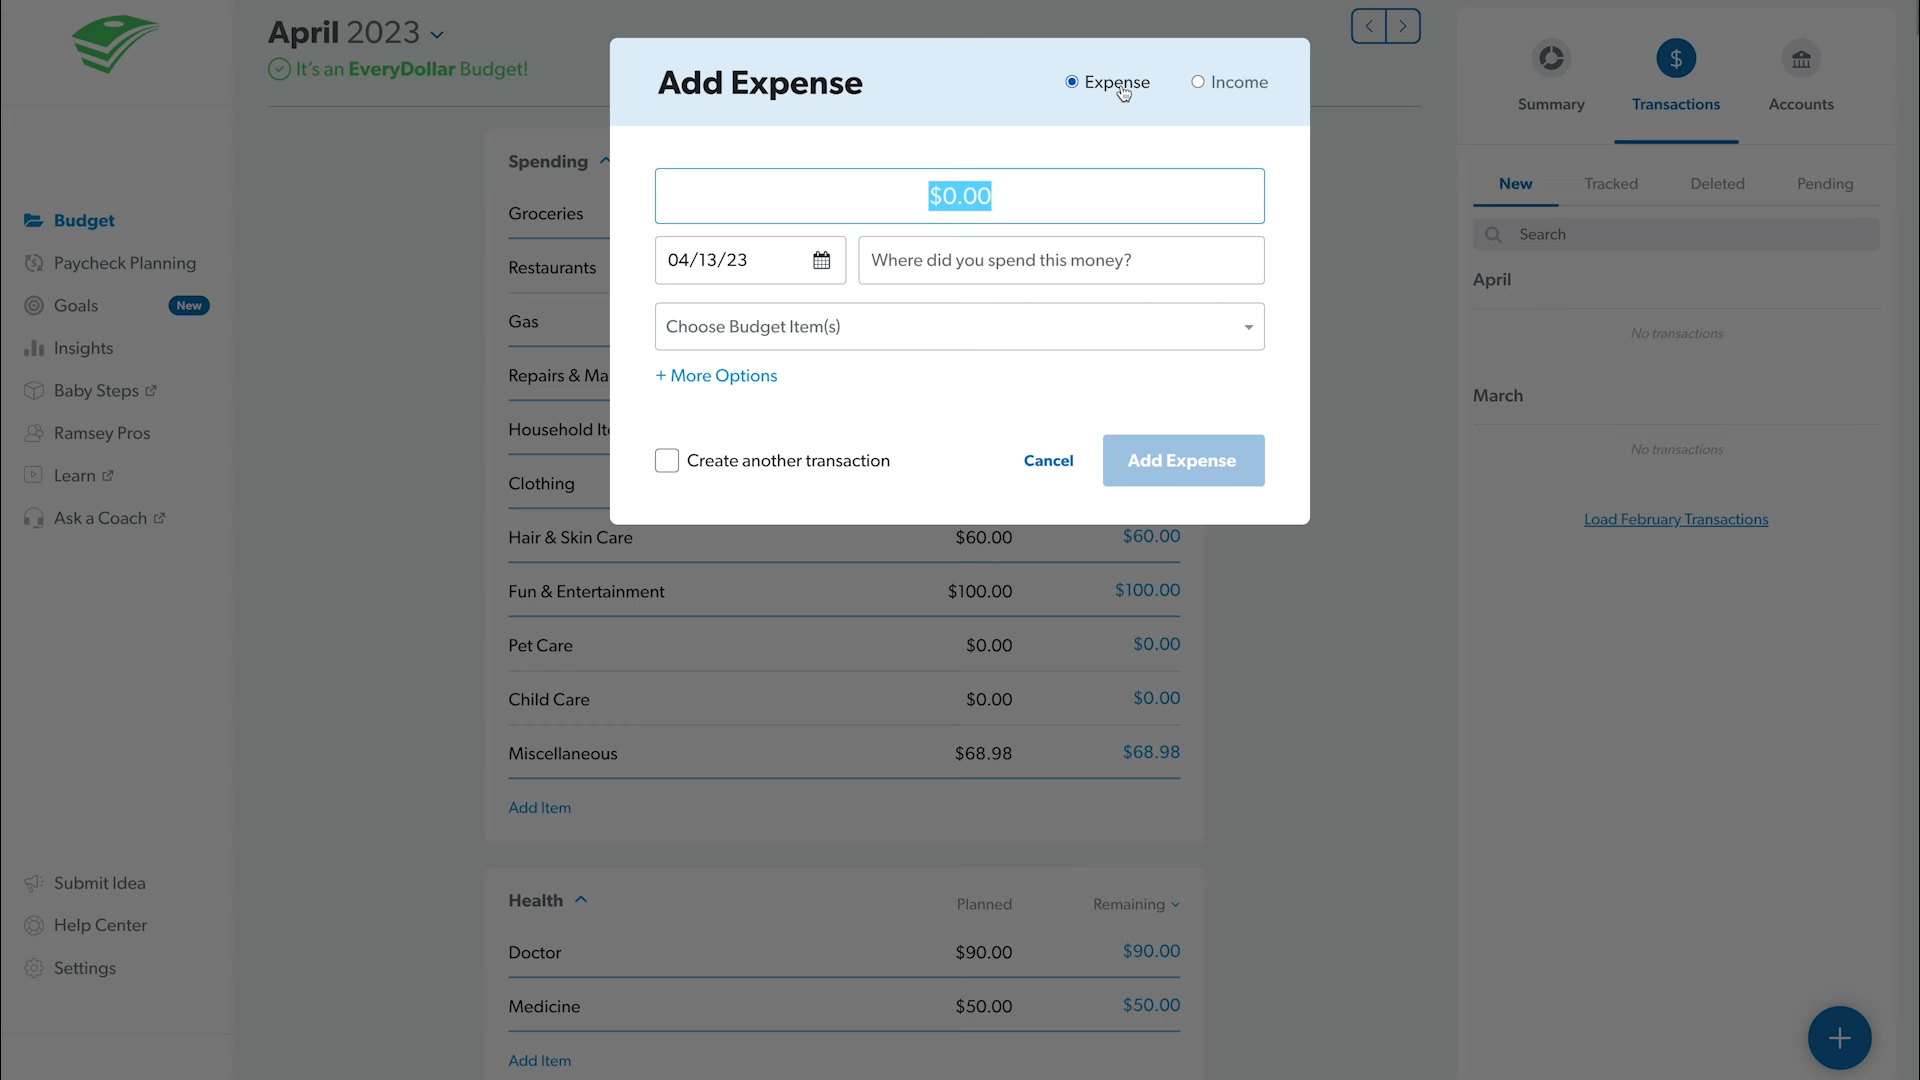 April 2023
It's an EveryDollar Budget!
Budget
Paycheck Planning
Goals New
Insights
Baby Steps
Ramsey Pros
Learn
Ask a Coach
Submit Idea
Help Center
Settings
Spending
Groceries
Restaurants
Gas
Repairs & Ma
Household Ite
Clothing
Hair & Skin Care $60.00 $60.00
Fun & Entertainment $100.00 $100.00
Pet Care $0.00 $0.00
Child Care $0.00 $0.00
Miscellaneous $68.98 $68.98
Add Item
Health Planned Remaining
Doctor $90.00 $90.00
Medicine $50.00 $50.00
Add Item
Add Expense Expense Income
$0.00
04/13/23 Where did you spend this money?
Choose Budget Item(s)
+ More Options
Create another transaction Cancel Add Expense
Summary Transactions Accounts
New Tracked Deleted Pending
Search
April
No transactions
March
No transactions
Load February Transactions